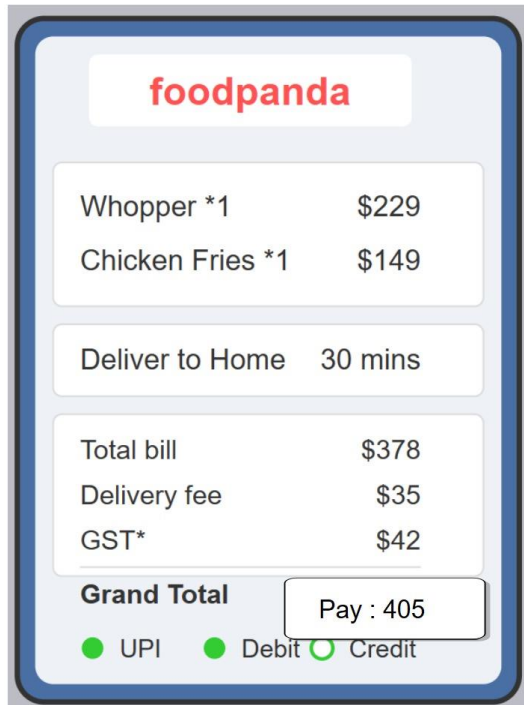 foodpanda
Whopper *1 $229
Chicken Fries *1 $149
Deliver to Home 30 mins
Total bill $378
Delivery fee $35
GST* $42
Grand Total Pay : 405
UPI Debit Credit